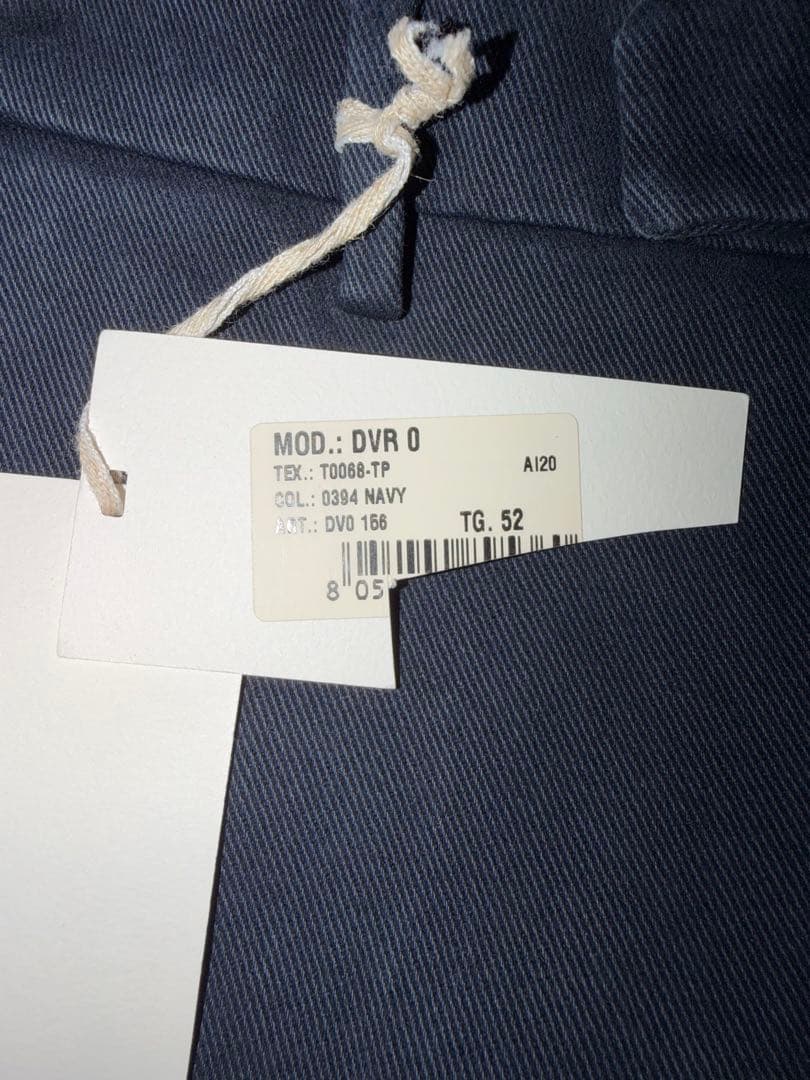 MOD.: DVR 0
TEX.: T0068-TP
AI20
COL.: 0394 NAVY
ART.: DV0 156
TG. 52
8 05